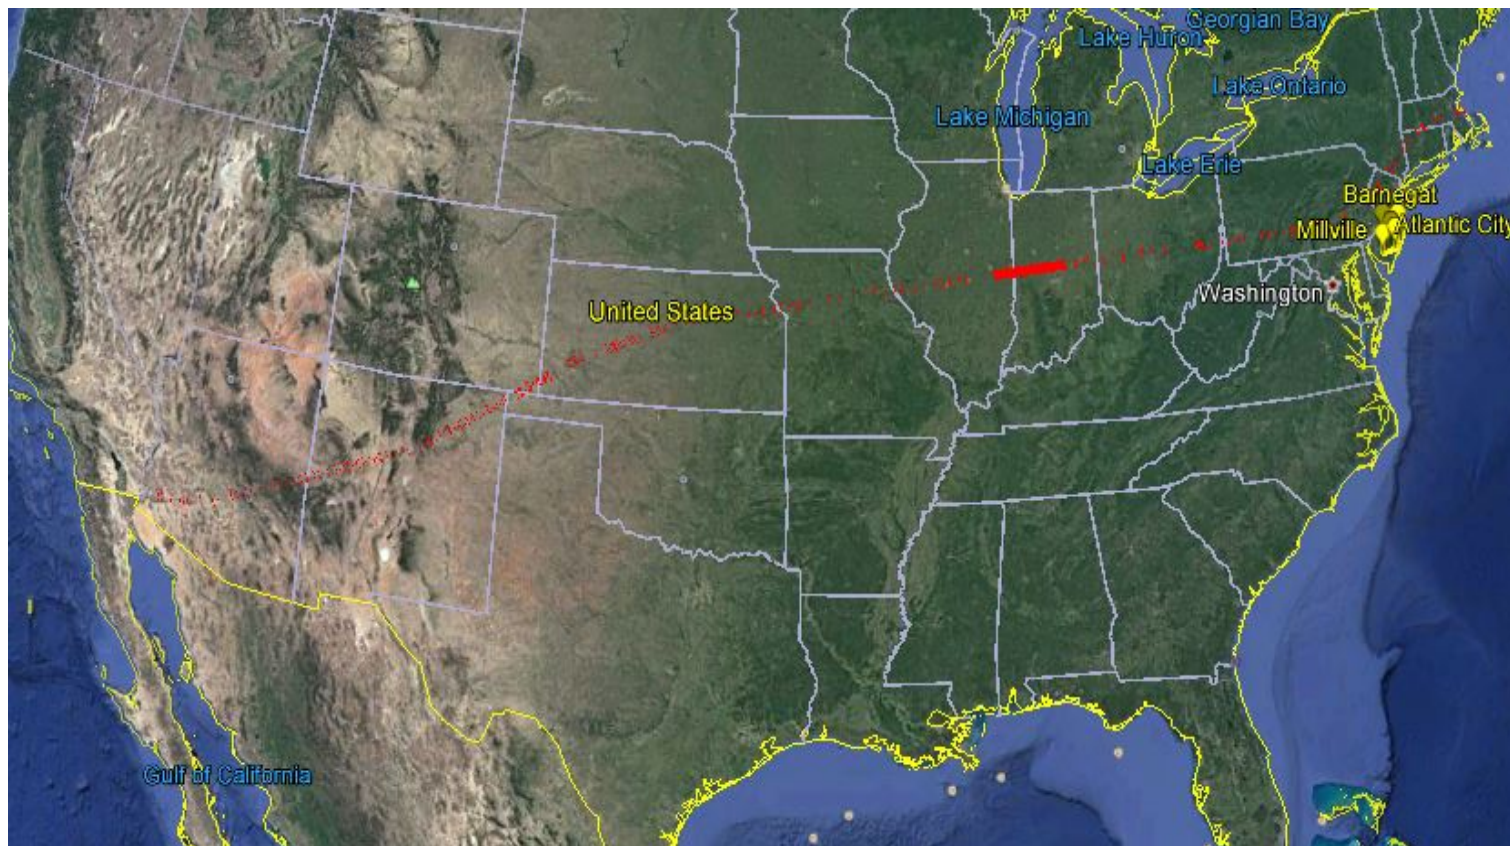 Georgian Bay
Lake Huron
Lake Ontario
Lake Michigan
Lake Erie
Barnegat
Millville
Atlantic City
Washington
United States
Gulf of California